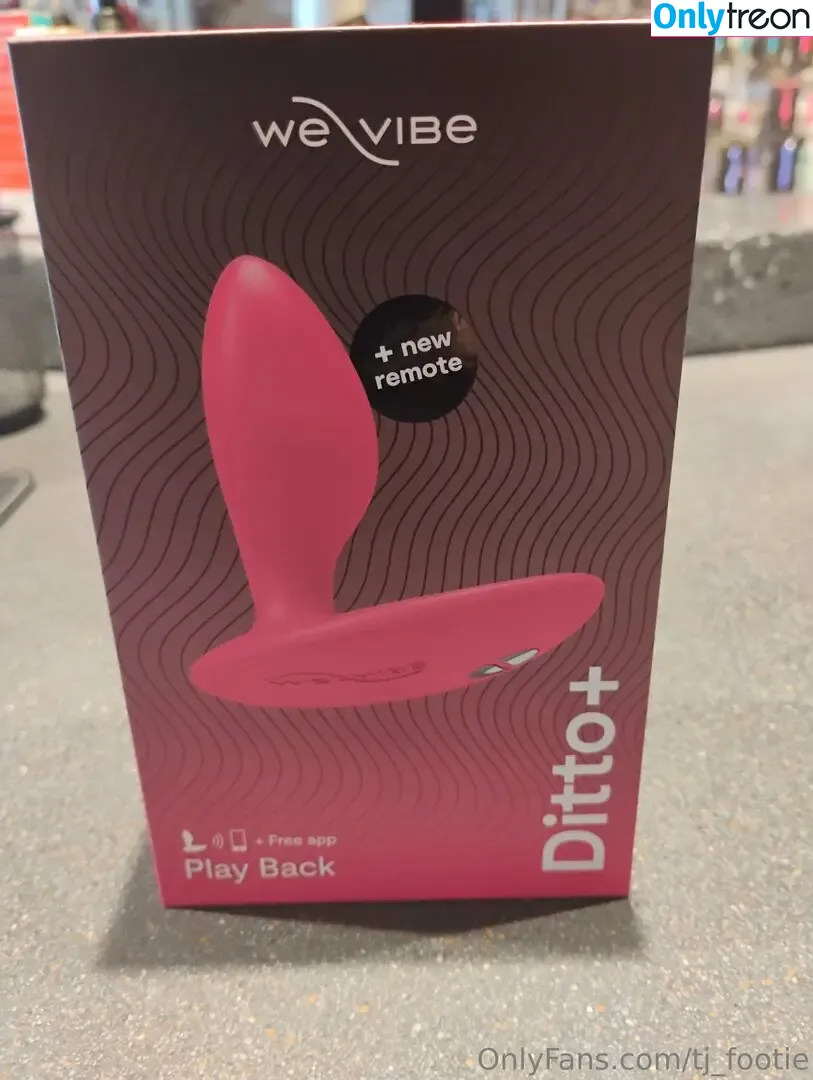 Onlytreon
we vibe
+ new
remote
Ditto+
+ Free app
Play Back
OnlyFans.com/tj_footie